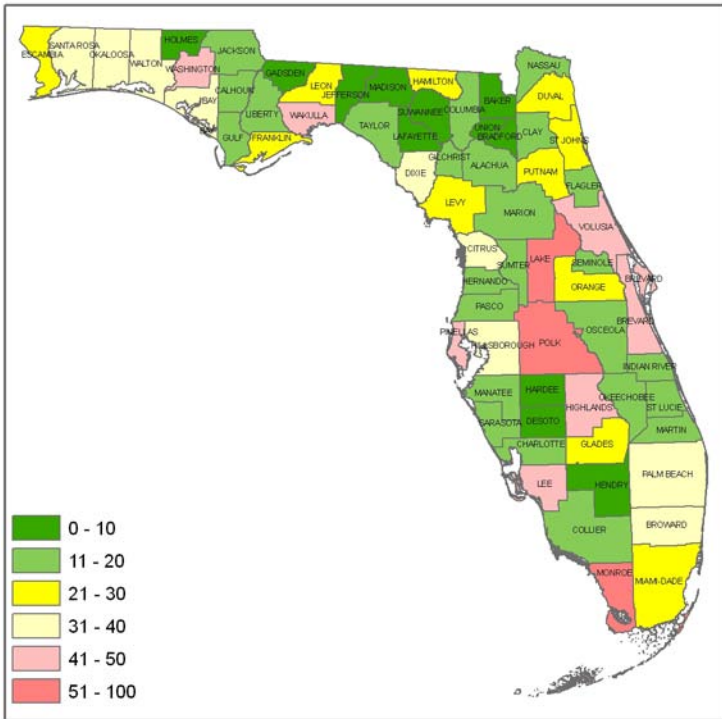 HOLMES
SANTA ROSA
OKALOOSA
ESCAMBIA
WALTON
JACKSON
WASHINGTON
GADSDEN
BAY
CALHOUN
LIBERTY
LEON
JEFFERSON
MADISON
HAMILTON
WAKULLA
GULF
FRANKLIN
TAYLOR
SUWANNEE
COLUMBIA
BAKER
NASSAU
DUVAL
LAFAYETTE
UNION
BRADFORD
CLAY
ST JOHNS
DIXIE
GILCHRIST
ALACHUA
PUTNAM
FLAGLER
LEVY
MARION
VOLUSIA
CITRUS
SUMTER
LAKE
SEMINOLE
HERNANDO
ORANGE
BREVARD
PASCO
BREVARD
PINELLAS
HILLSBOROUGH
POLK
OSCEOLA
INDIAN RIVER
MANATEE
HARDEE
HIGHLANDS
OKEECHOBEE
ST LUCIE
SARASOTA
DESOTO
MARTIN
CHARLOTTE
GLADES
LEE
HENDRY
PALM BEACH
COLLIER
BROWARD
MONROE
MIAMI-DADE
0 - 10
11 - 20
21 - 30
31 - 40
41 - 50
51 - 100